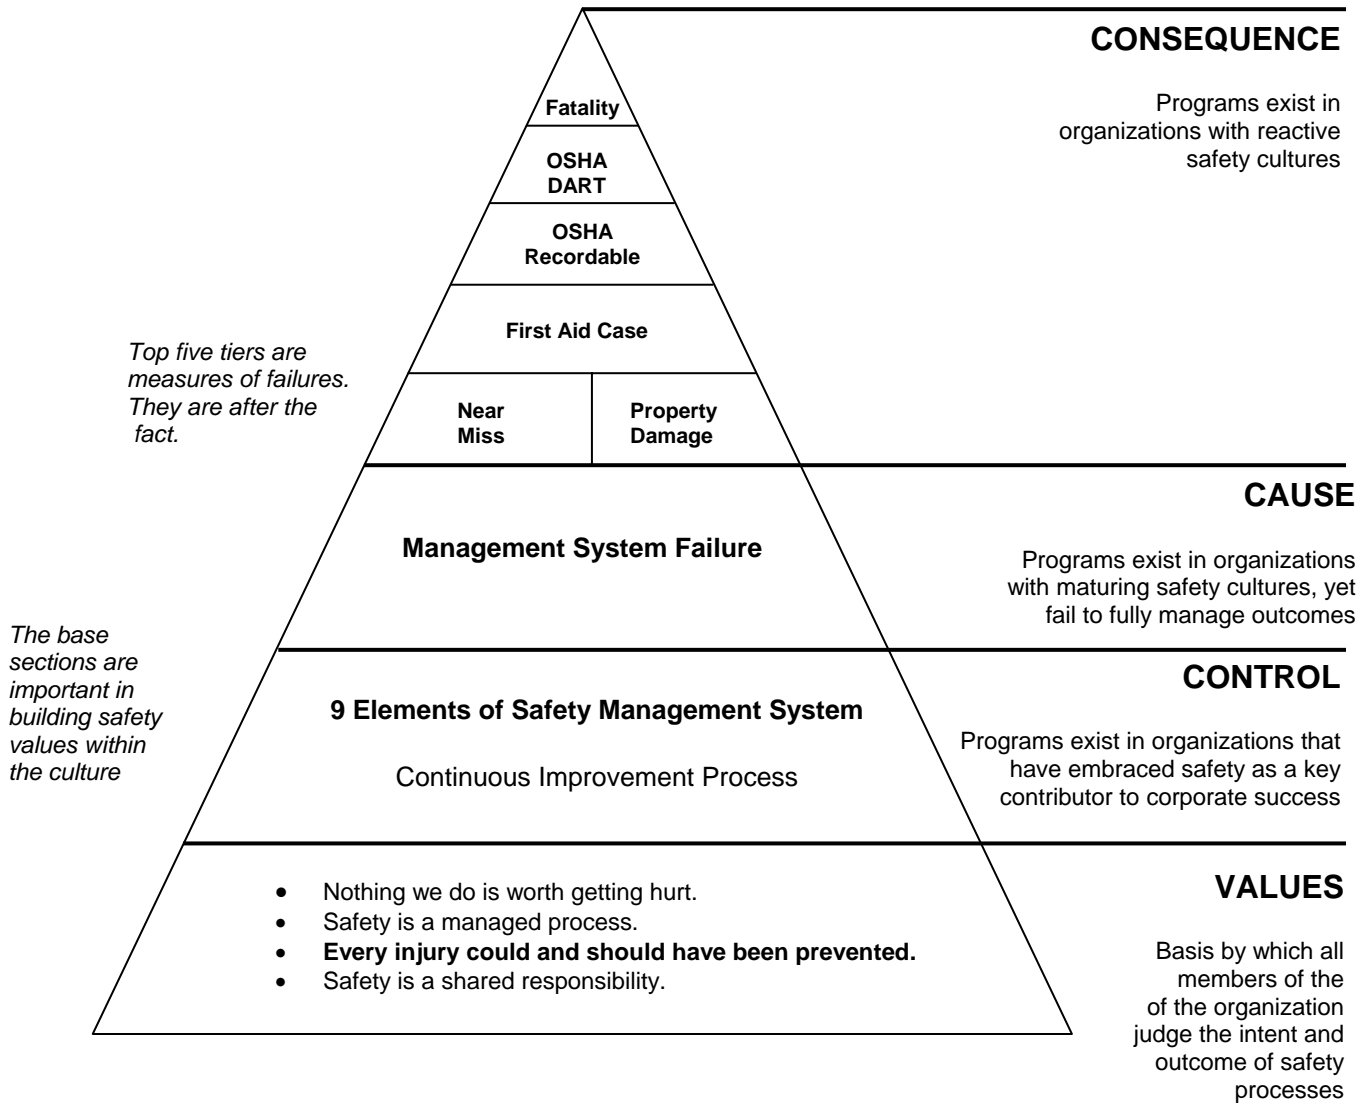 CONSEQUENCE
Programs exist in
organizations with reactive
safety cultures
Fatality
OSHA
DART
OSHA
Recordable
First Aid Case
Top five tiers are
measures of failures.
They are after the
fact.
Near
Miss
Property
Damage
CAUSE
Programs exist in organizations
with maturing safety cultures, yet
fail to fully manage outcomes
Management System Failure
The base
sections are
important in
building safety
values within
the culture
CONTROL
Programs exist in organizations that
have embraced safety as a key
contributor to corporate success
9 Elements of Safety Management System
Continuous Improvement Process
VALUES
Basis by which all
members of the
of the organization
judge the intent and
outcome of safety
processes
• Nothing we do is worth getting hurt.
• Safety is a managed process.
• Every injury could and should have been prevented.
• Safety is a shared responsibility.